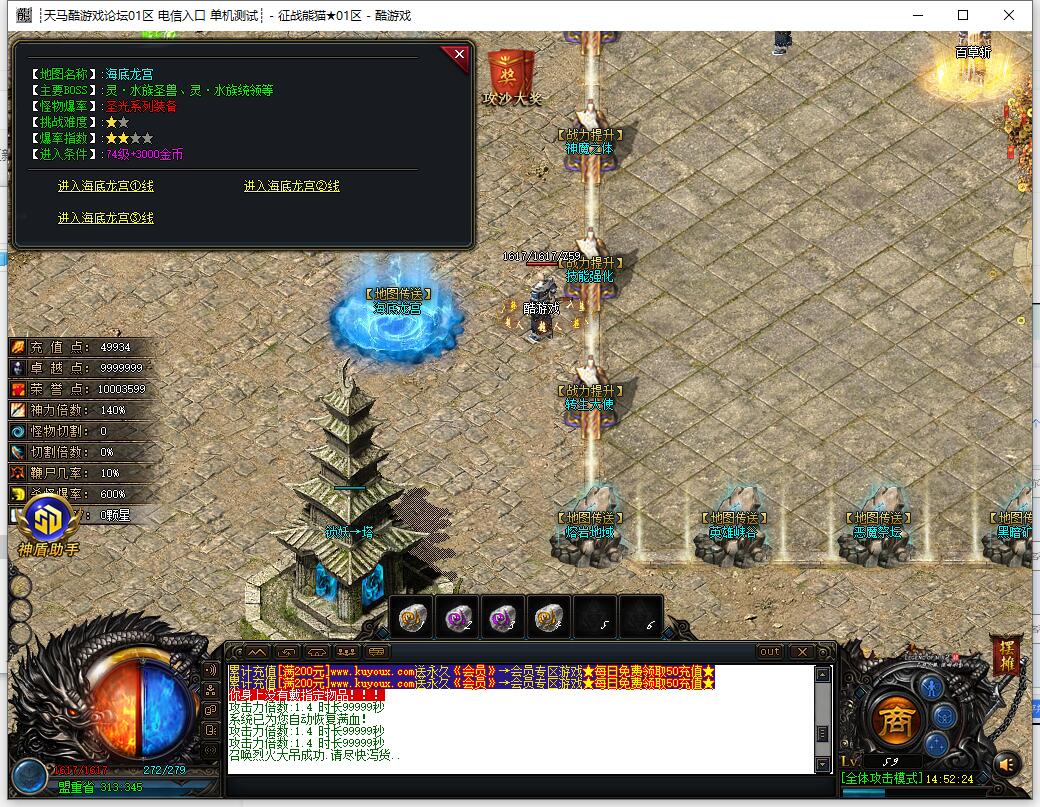 天马酷游戏论坛01区 电信入口 单机测试 - 征战熊猫★01区 - 酷游戏
【地图名称】:海底龙宫
【主要BOSS】:灵·水族圣兽、灵·水族统领等
【怪物爆率】:圣光系列装备
【挑战难度】:★★
【爆率指数】:★★★★
【进入条件】:74级+3000金币
进入海底龙宫①线
进入海底龙宫②线
进入海底龙宫③线
奖
攻沙大奖
百草斩
【战力提升】
神魔之体
1617/1617/Z59
【战力提升】
技能强化
【地图传送】
海底龙宫
酷游戏
【战力提升】
转生大使
充值点: 49934
卓越点: 9999999
荣誉点: 10003599
神力倍数: 140%
怪物切割: 0
切割倍数: 0%
鞭尸几率: 10%
杀怪爆率: 600%
0颗星
神盾助手
锁妖→塔
【地图传送】
熔岩地域
【地图传送】
英雄峡谷
【地图传送】
恶魔祭坛
【地图传
黑暗矿
5
6
out
累计充值[满200元]www.kuyoux.com送永久《会员》→会员专区游戏★每日免费领取50充值★
累计充值[满200元]www.kuyoux.com送永久《会员》→会员专区游戏★每日免费领取50充值★
你身上没有戴指定物品！！！
攻击力倍数:1.4 时长99999秒
系统已为您自动恢复满血!
攻击力倍数:1.4 时长99999秒
攻击力倍数:1.4 时长99999秒
召唤烈火大吊成功.请尽快泻货..
1617/1617
272/279
盟重省 313:345
摆摊
商
Lv
59
[全体攻击模式]14:52:24